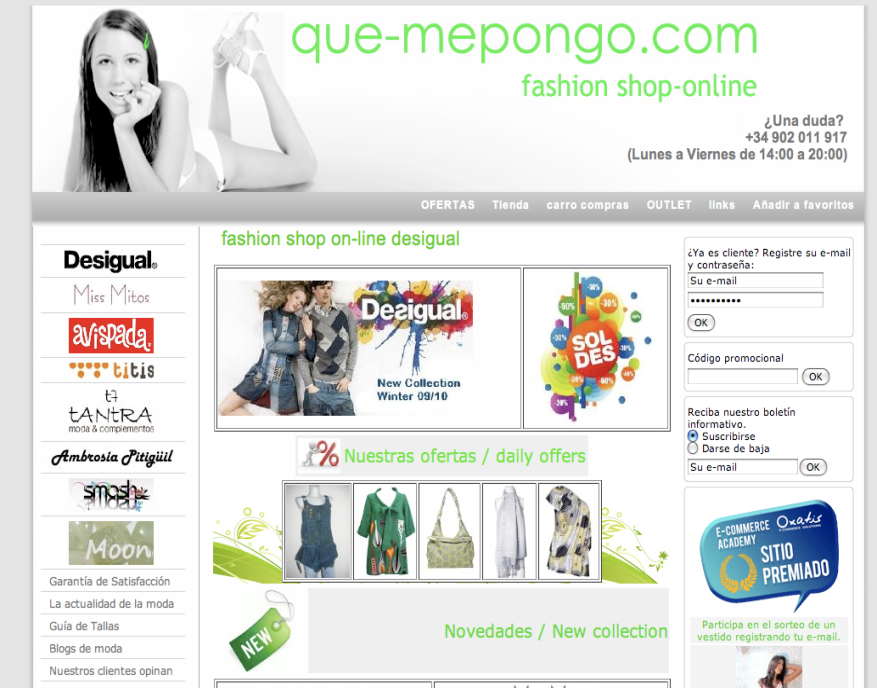 que-mepongo.com
fashion shop-online
¿Una duda?
+34 902 011 917
(Lunes a Viernes de 14:00 a 20:00)
OFERTAS Tienda carro compras OUTLET links Añadir a favoritos
Desigual®
Miss Mitos
avispada
titis
tantra
moda & complementos
Ambrosia Pitigüil
smash
Moon
Garantía de Satisfacción
La actualidad de la moda
Guía de Tallas
Blogs de moda
Nuestros clientes opinan
fashion shop on-line desigual
Desigual®
New Collection
Winter 09/10
-50%
-30%
SOL
DES
Nuestras ofertas / daily offers
NEW
Novedades / New collection
¿Ya es cliente? Registre su e-mail
y contraseña:
Su e-mail
••••••••••
OK
Código promocional
OK
Reciba nuestro boletín
informativo.
Suscribirse
Darse de baja
Su e-mail OK
E-COMMERCE
ACADEMY
Oxatis
SITIO
PREMIADO
Participa en el sorteo de un
vestido registrando tu e-mail.